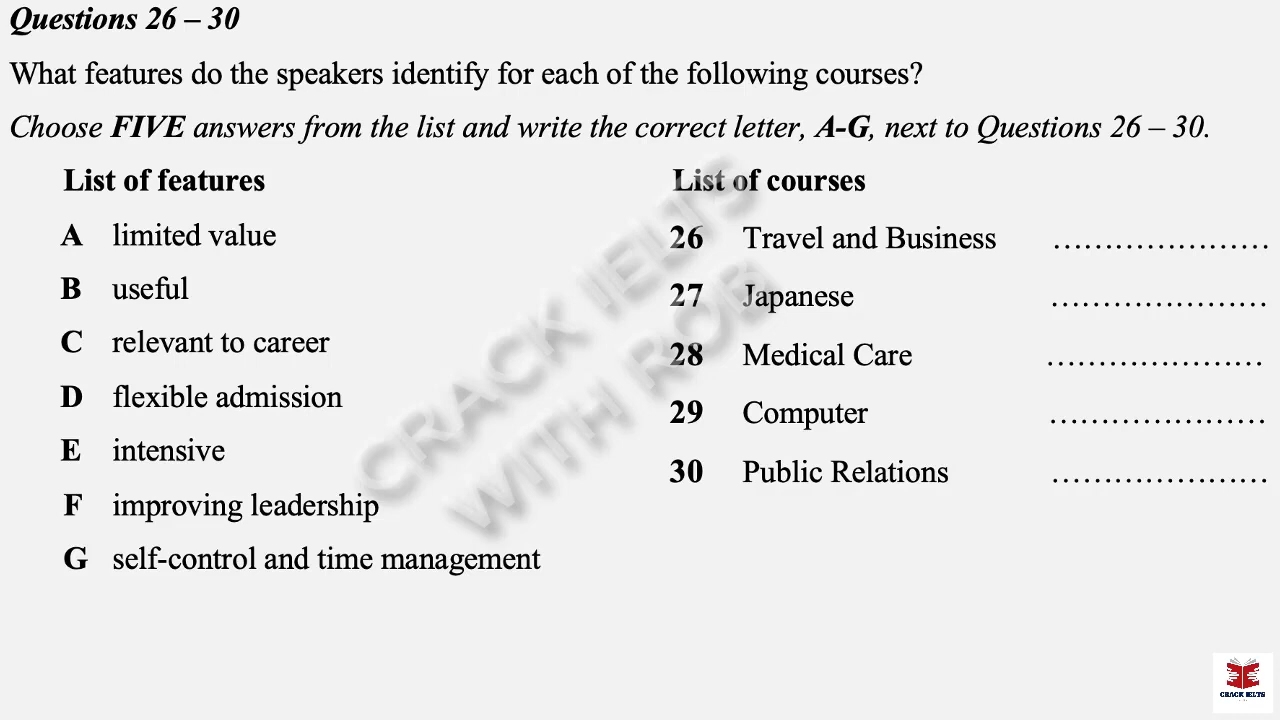 Questions 26 – 30
What features do the speakers identify for each of the following courses?
Choose FIVE answers from the list and write the correct letter, A-G, next to Questions 26 – 30.
List of features
A limited value
B useful
C relevant to career
D flexible admission
E intensive
F improving leadership
G self-control and time management
List of courses
26 Travel and Business .....................
27 Japanese .....................
28 Medical Care .....................
29 Computer .....................
30 Public Relations .....................
CRACK IELTS
WITH ROB
CRACK IELTS